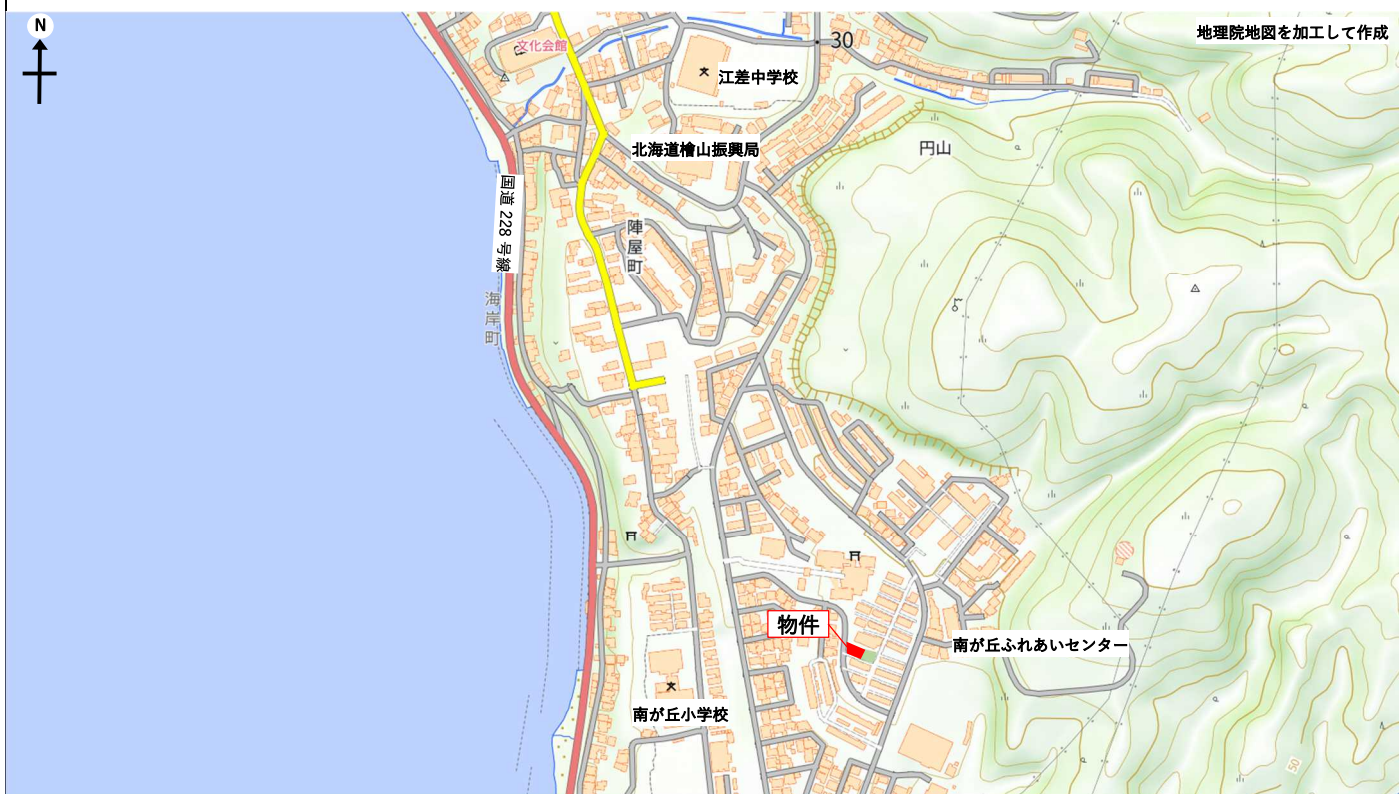 N
地理院地図を加工して作成
文化会館
30
江差中学校
北海道檜山振興局
円山
国道 228 号線
陣屋町
海岸町
物件
南が丘ふれあいセンター
南が丘小学校
50